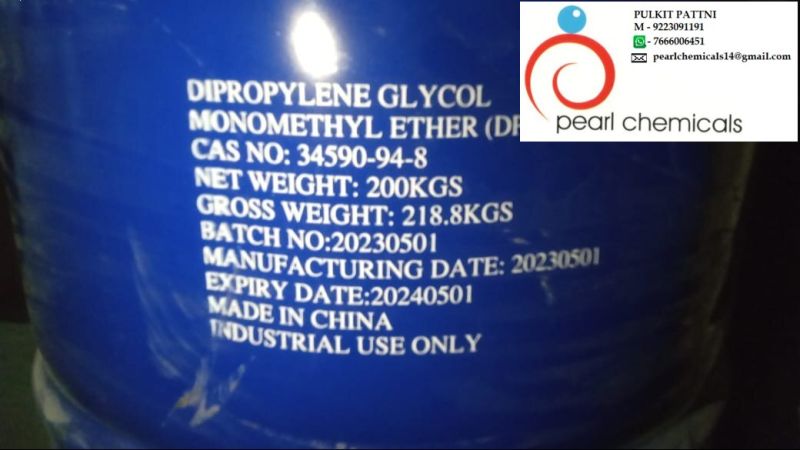 DIPROPYLENE GLYCOL
MONOMETHYL ETHER
CAS NO: 34590-94-8
NET WEIGHT: 200KGS
GROSS WEIGHT: 218.8KGS
BATCH NO:20230501
MANUFACTURING DATE: 20230501
EXPIRY DATE:20240501
MADE IN CHINA
INDUSTRIAL USE ONLY
PULKIT PATTNI
M - 9223091191
- 7666006451
pearlchemicals14@gmail.com
pearl chemicals